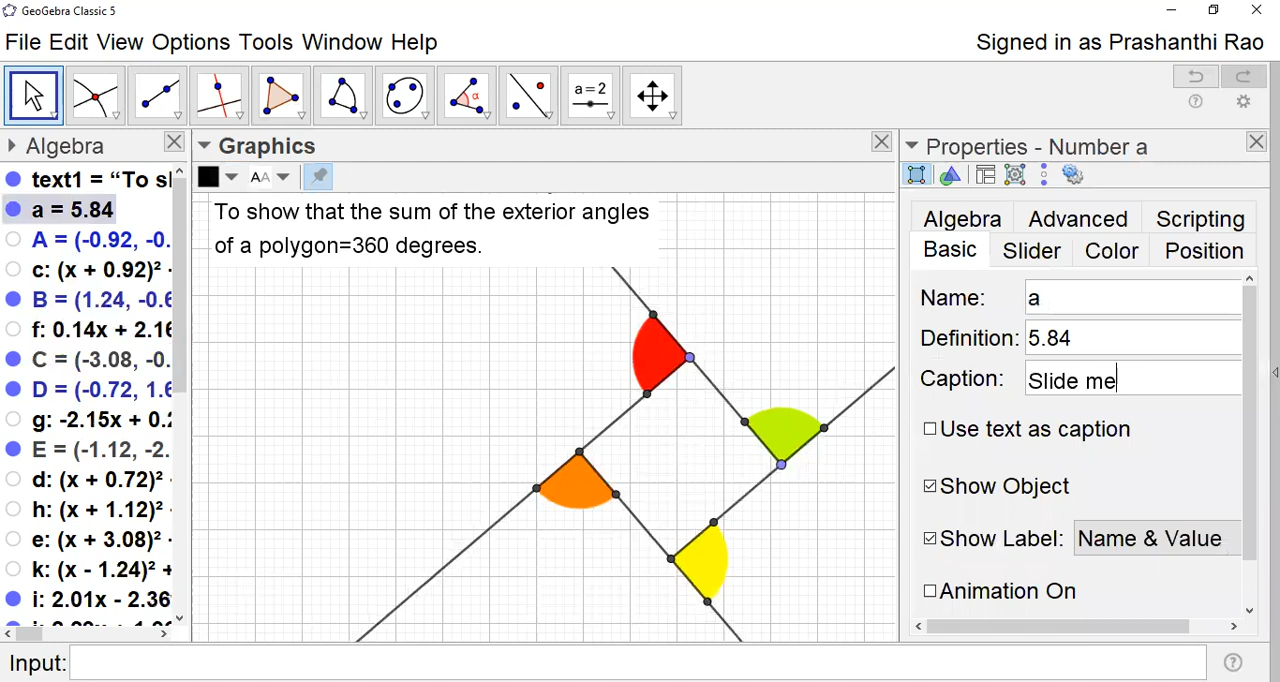 GeoGebra Classic 5
File Edit View Options Tools Window Help
Signed in as Prashanthi Rao
a=2
α
Algebra
text1 = “To sl
a = 5.84
A = (-0.92, -0.
c: (x + 0.92)²
B = (1.24, -0.6
f: 0.14x + 2.16
C = (-3.08, -0.
D = (-0.72, 1.6
g: -2.15x + 0.2
E = (-1.12, -2.
d: (x + 0.72)²
h: (x + 1.12)²
e: (x + 3.08)²
k: (x - 1.24)² +
i: 2.01x - 2.36
Graphics
AA
To show that the sum of the exterior angles
of a polygon=360 degrees.
Properties - Number a
Algebra Advanced Scripting
Basic Slider Color Position
Name: a
Definition: 5.84
Caption: Slide me
Use text as caption
Show Object
Show Label: Name & Value
Animation On
Input: